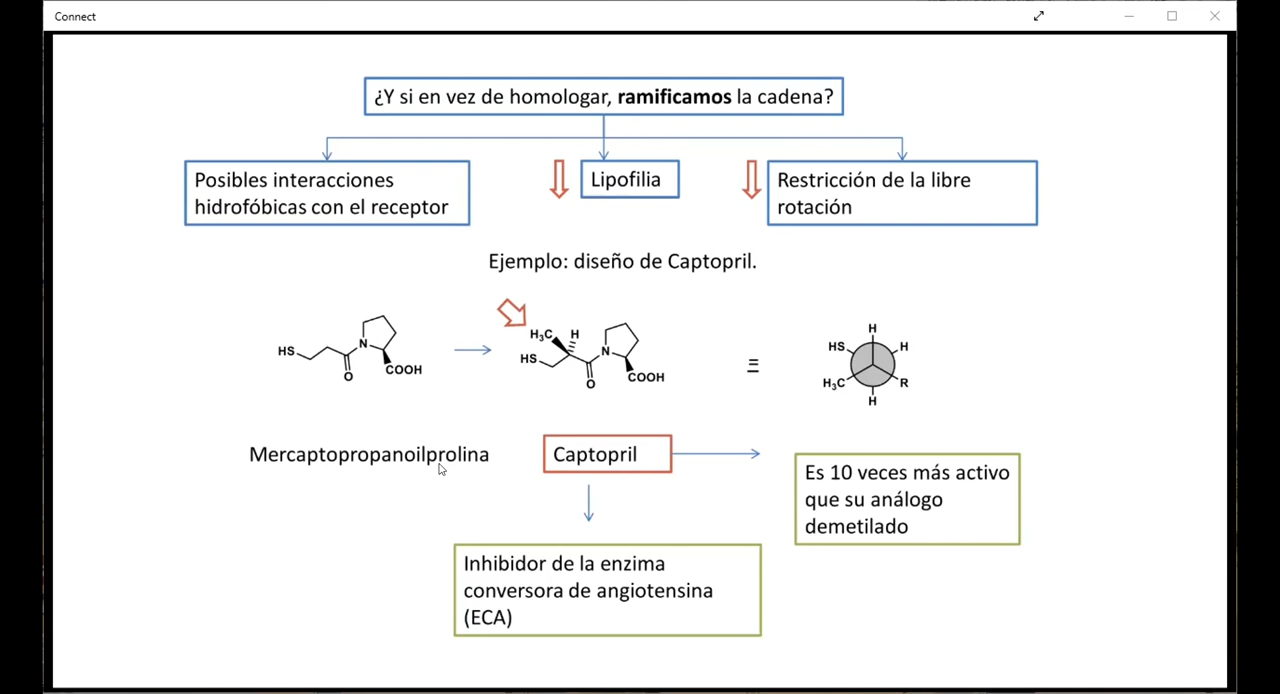 Connect
¿Y si en vez de homologar, ramificamos la cadena?
Posibles interacciones
hidrofóbicas con el receptor
Lipofilia
Restricción de la libre
rotación
Ejemplo: diseño de Captopril.
HS
N
O
COOH
H₃C
H
HS
N
O
COOH
Ξ
H
HS
H
H₃C
R
H
Mercaptopropanoilprolina
Captopril
Es 10 veces más activo
que su análogo
demetilado
Inhibidor de la enzima
conversora de angiotensina
(ECA)